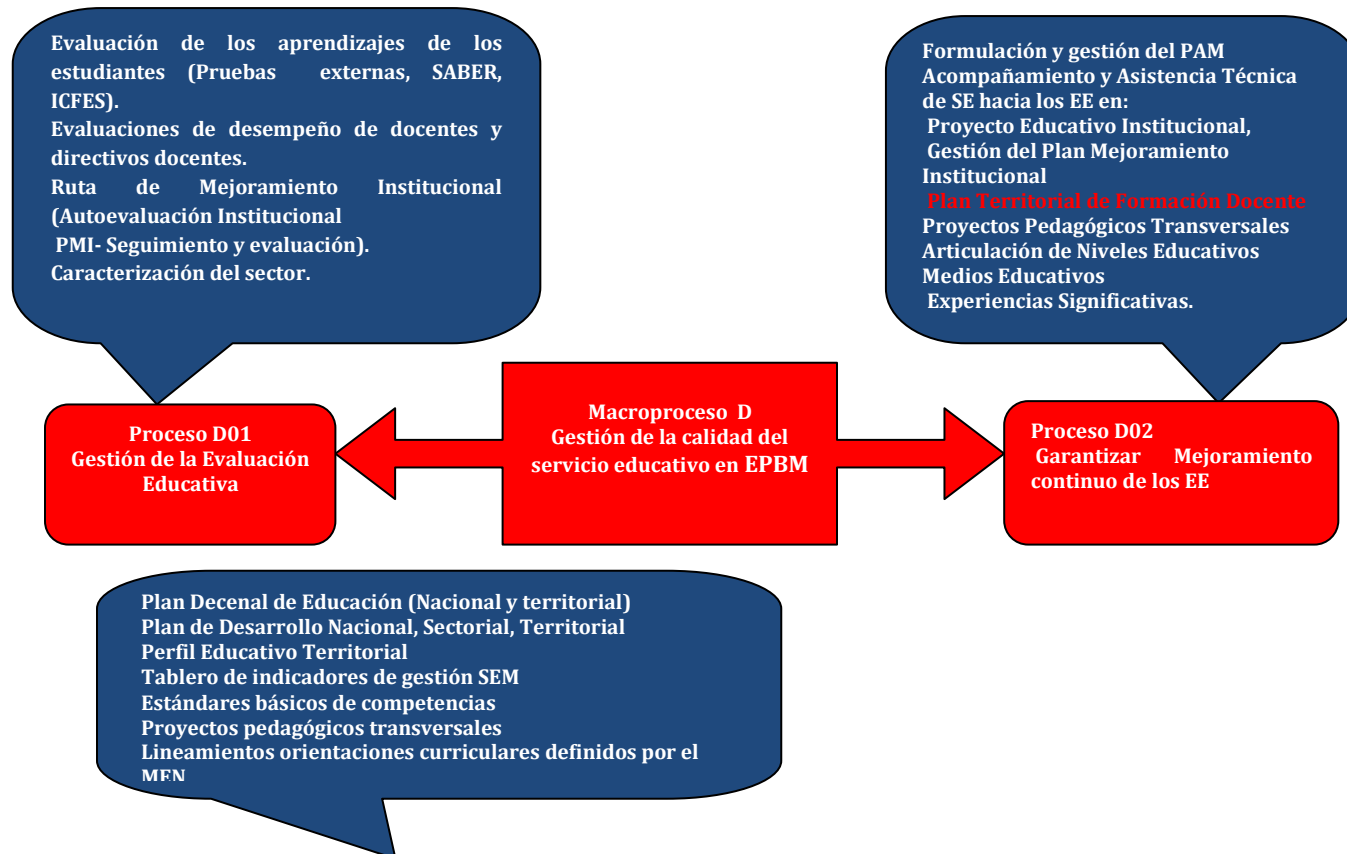 Evaluación de los aprendizajes de los
estudiantes (Pruebas externas, SABER,
ICFES).
Evaluaciones de desempeño de docentes y
directivos docentes.
Ruta de Mejoramiento Institucional
(Autoevaluación Institucional
PMI- Seguimiento y evaluación).
Caracterización del sector.
Formulación y gestión del PAM
Acompañamiento y Asistencia Técnica
de SE hacia los EE en:
Proyecto Educativo Institucional,
Gestión del Plan Mejoramiento
Institucional
Plan Territorial de Formación Docente
Proyectos Pedagógicos Transversales
Articulación de Niveles Educativos
Medios Educativos
Experiencias Significativas.
Proceso D01
Gestión de la Evaluación
Educativa
Macroproceso D
Gestión de la calidad del
servicio educativo en EPBM
Proceso D02
Garantizar Mejoramiento
continuo de los EE
Plan Decenal de Educación (Nacional y territorial)
Plan de Desarrollo Nacional, Sectorial, Territorial
Perfil Educativo Territorial
Tablero de indicadores de gestión SEM
Estándares básicos de competencias
Proyectos pedagógicos transversales
Lineamientos orientaciones curriculares definidos por el
MEN